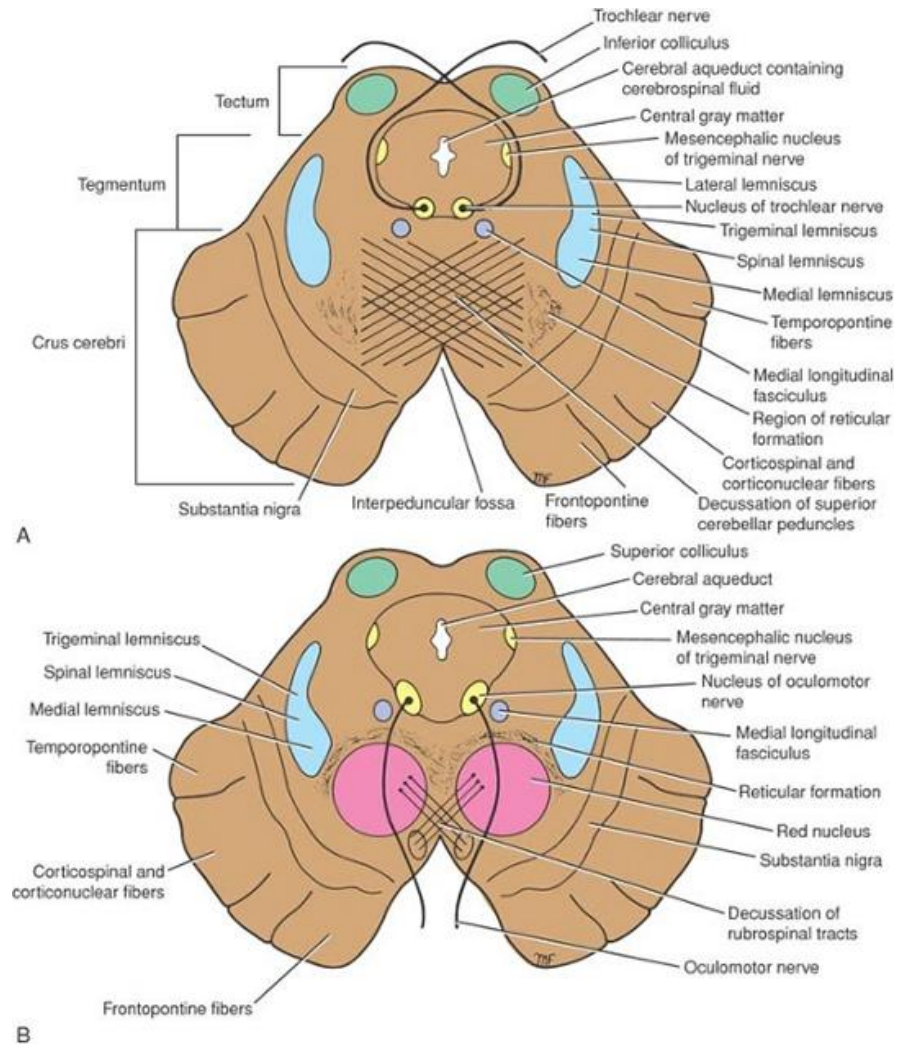 Trochlear nerve
Inferior colliculus
Cerebral aqueduct containing
cerebrospinal fluid
Tectum
Central gray matter
Mesencephalic nucleus
of trigeminal nerve
Tegmentum
Lateral lemniscus
Nucleus of trochlear nerve
Trigeminal lemniscus
Spinal lemniscus
Medial lemniscus
Temporopontine
fibers
Crus cerebri
Medial longitudinal
fasciculus
Region of reticular
formation
Corticospinal and
corticonuclear fibers
Substantia nigra
Interpeduncular fossa
Frontopontine
fibers
Decussation of superior
cerebellar peduncles
MF
A
Superior colliculus
Cerebral aqueduct
Central gray matter
Mesencephalic nucleus
of trigeminal nerve
Nucleus of oculomotor
nerve
Trigeminal lemniscus
Spinal lemniscus
Medial lemniscus
Temporopontine
fibers
Medial longitudinal
fasciculus
Reticular formation
Red nucleus
Substantia nigra
Corticospinal and
corticonuclear fibers
Decussation of
rubrospinal tracts
MF
Oculomotor nerve
Frontopontine fibers
B